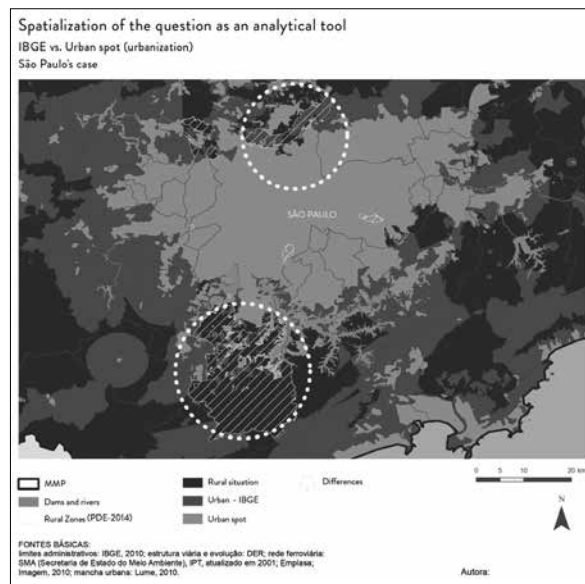 Spatialization of the question as an analytical tool
IBGE vs. Urban spot (urbanization)
São Paulo's case
SÃO PAULO
MMP
Dams and rivers
Rural Zones (PDE-2014)
Rural situation
Urban - IBGE
Urban spot
Differences
0 5 10 20 km
N
FONTES BÁSICAS:
limites administrativos: IBGE, 2010; estrutura viária e evolução: DER; rede ferroviária:
SMA (Secretaria de Estado do Meio Ambiente), IPT, atualizado em 2001; Emplasa;
Imagem, 2010; mancha urbana: Lume, 2010.
Autora: